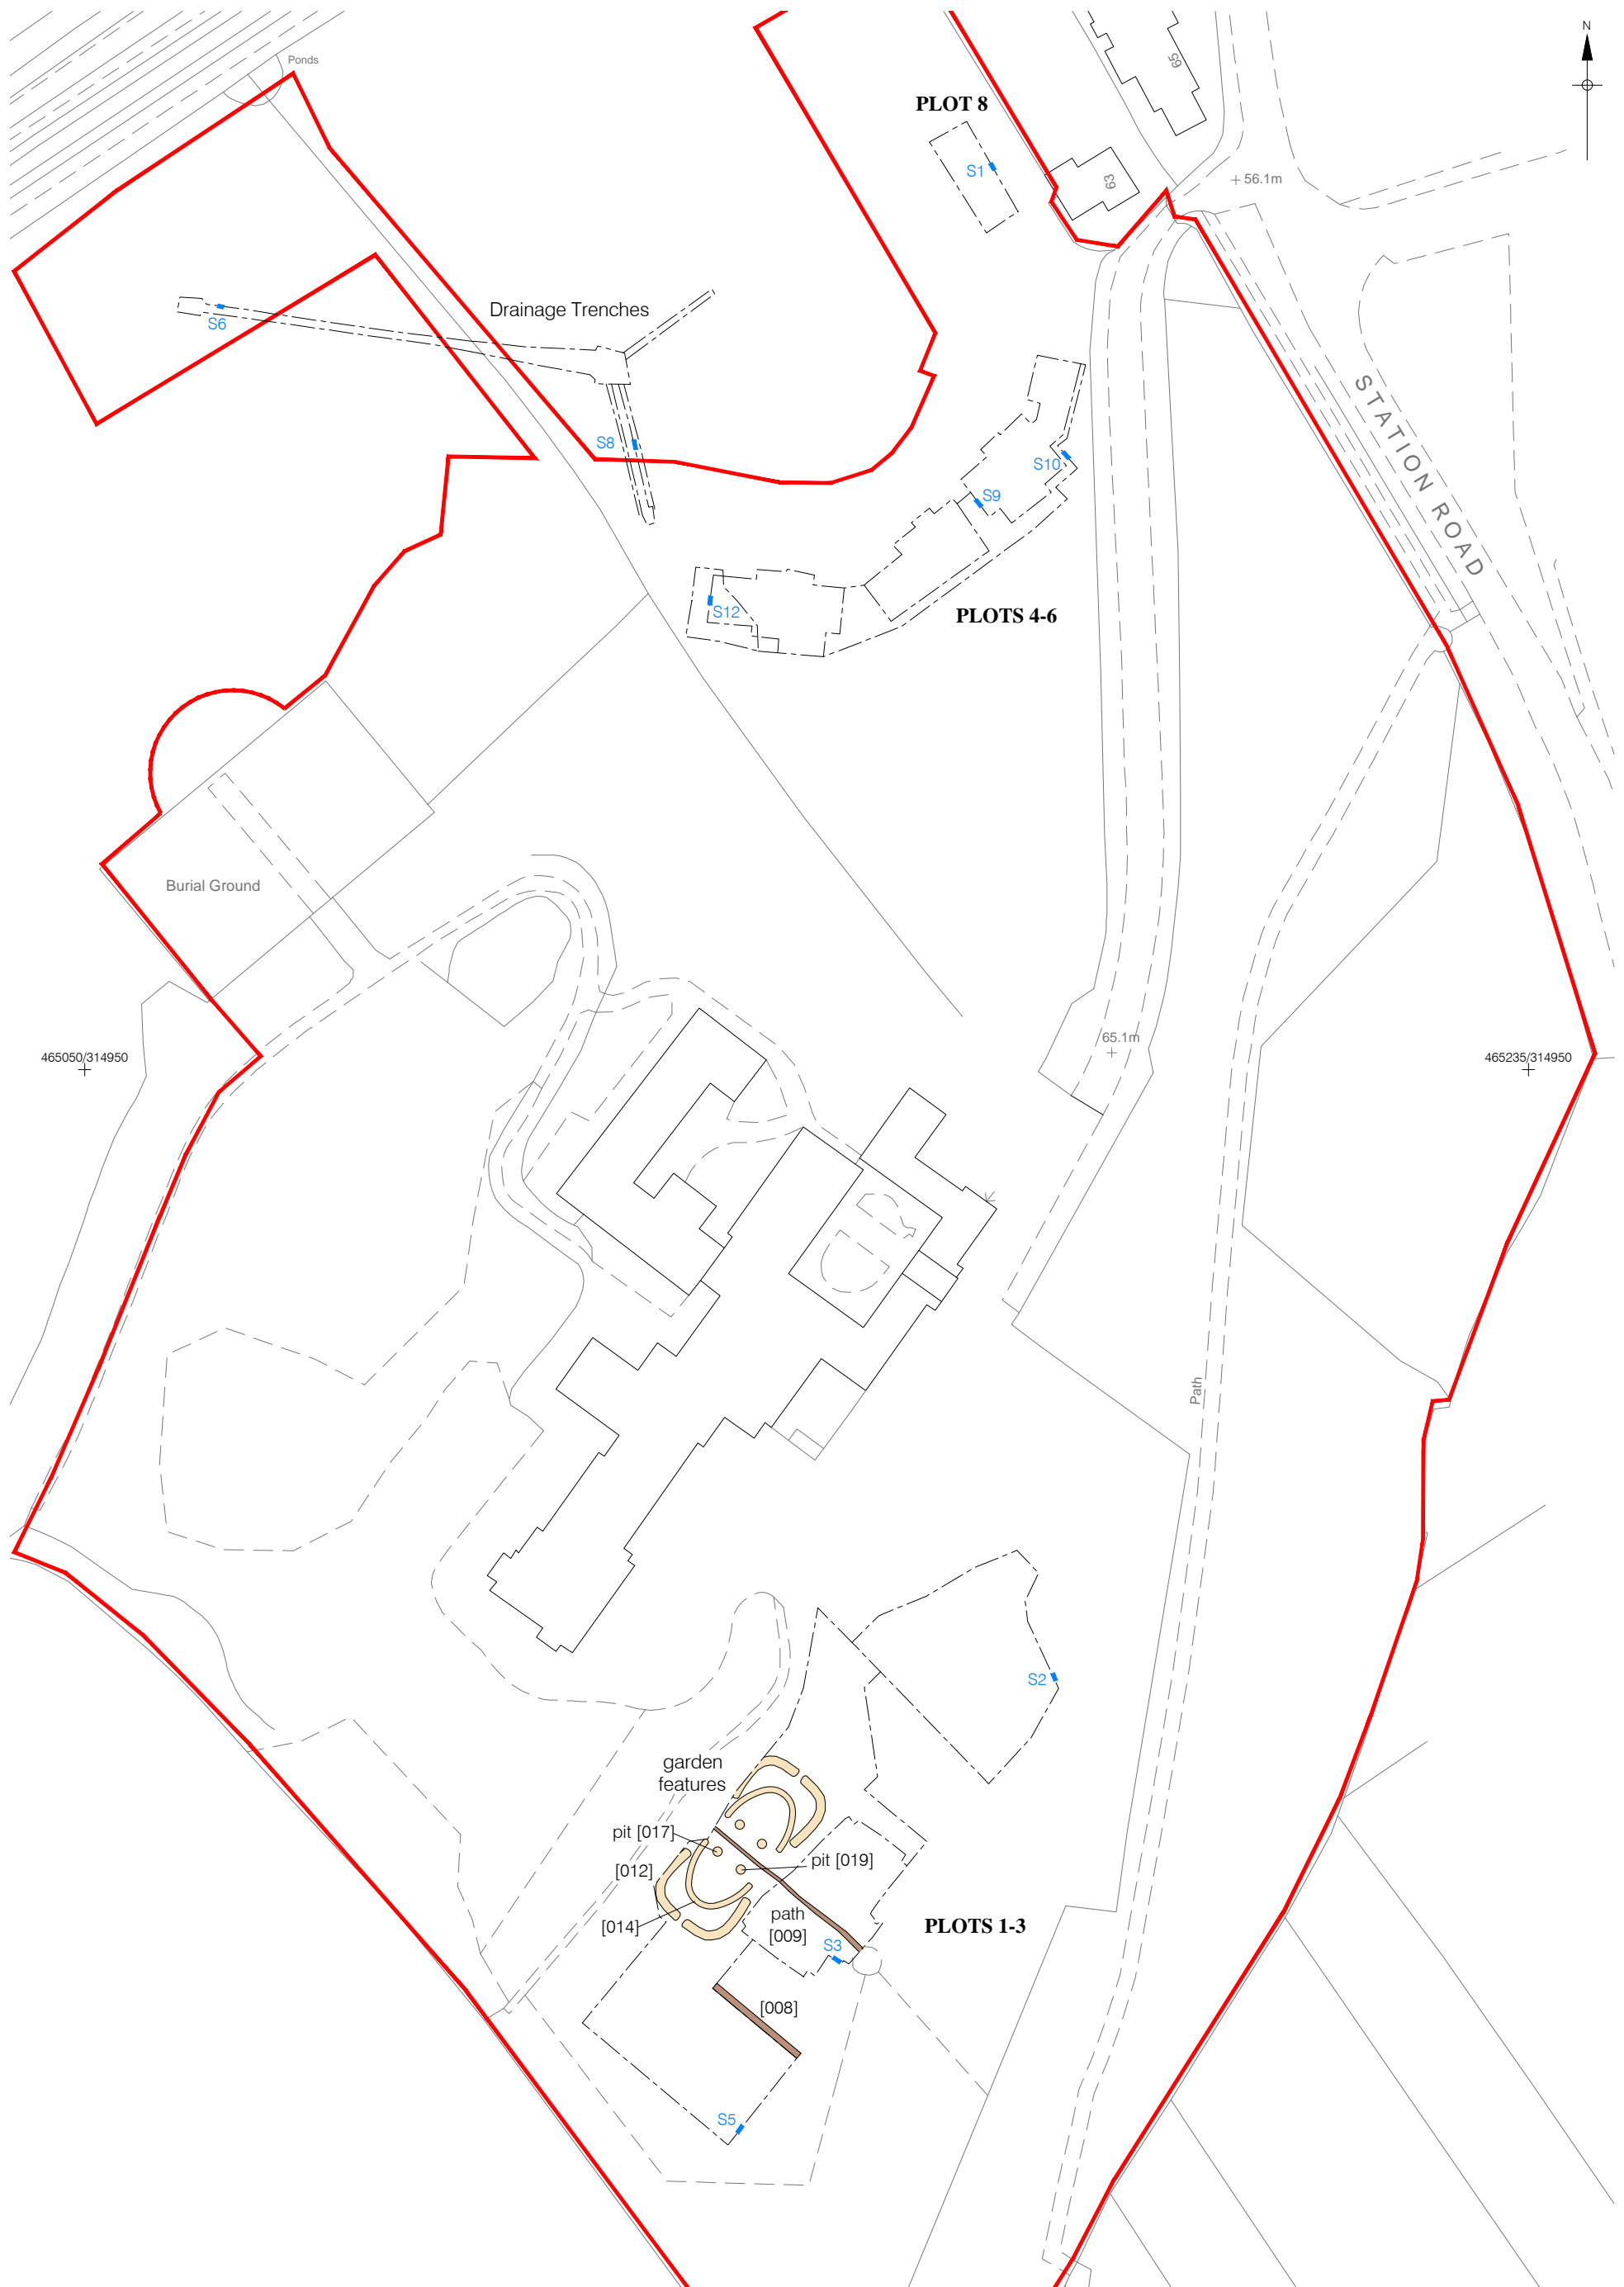 N
Ponds
65
PLOT 8
S1
63
56.1m
Drainage Trenches
S6
STATION ROAD
S8
S10
S9
S12
PLOTS 4-6
Burial Ground
65.1m
465050/314950
465235/314950
Path
S2
garden
features
pit [017]
pit [019]
[012]
path
[009]
[014]
PLOTS 1-3
S3
[008]
S5